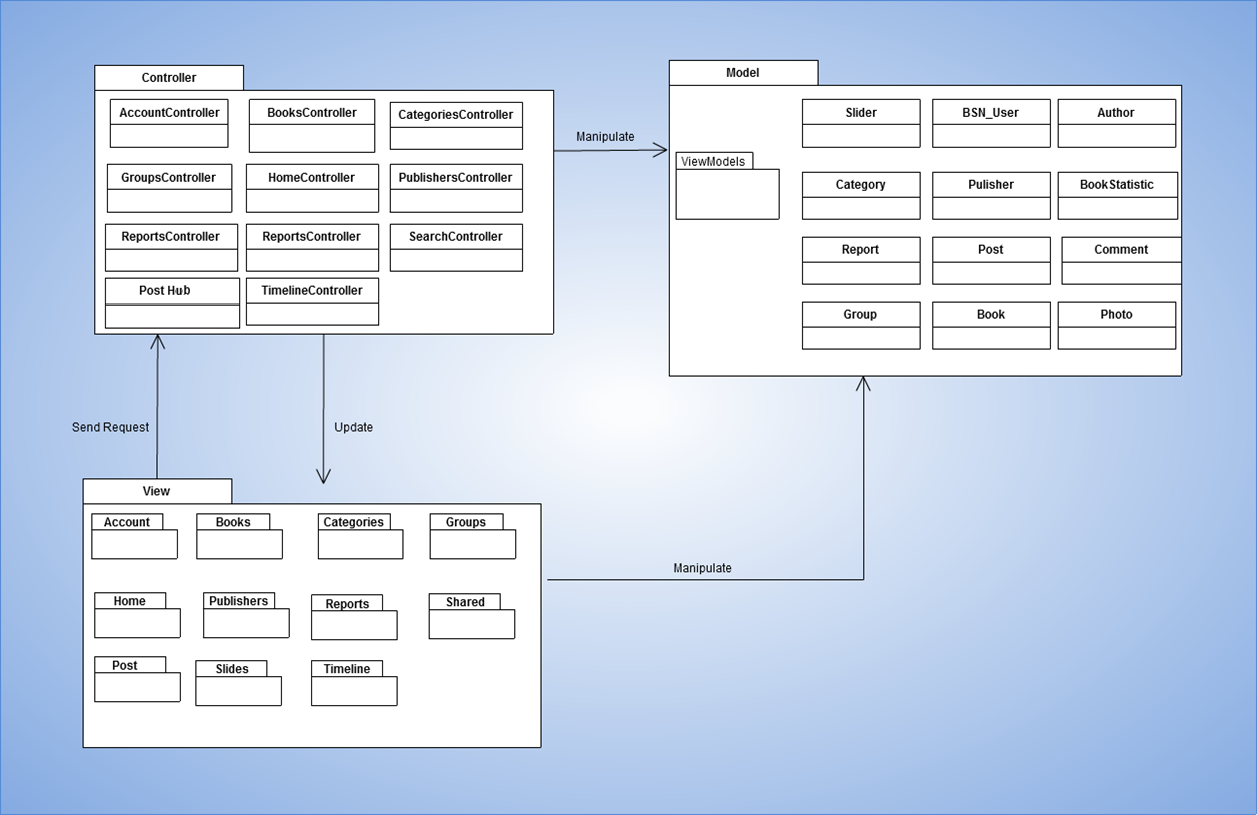 Controller
AccountController
BooksController
CategoriesController
GroupsController
HomeController
PublishersController
ReportsController
ReportsController
SearchController
Post Hub
TimelineController
Manipulate
Model
ViewModels
Slider
BSN_User
Author
Category
Pulisher
BookStatistic
Report
Post
Comment
Group
Book
Photo
Send Request
Update
View
Account
Books
Categories
Groups
Home
Publishers
Reports
Shared
Post
Slides
Timeline
Manipulate